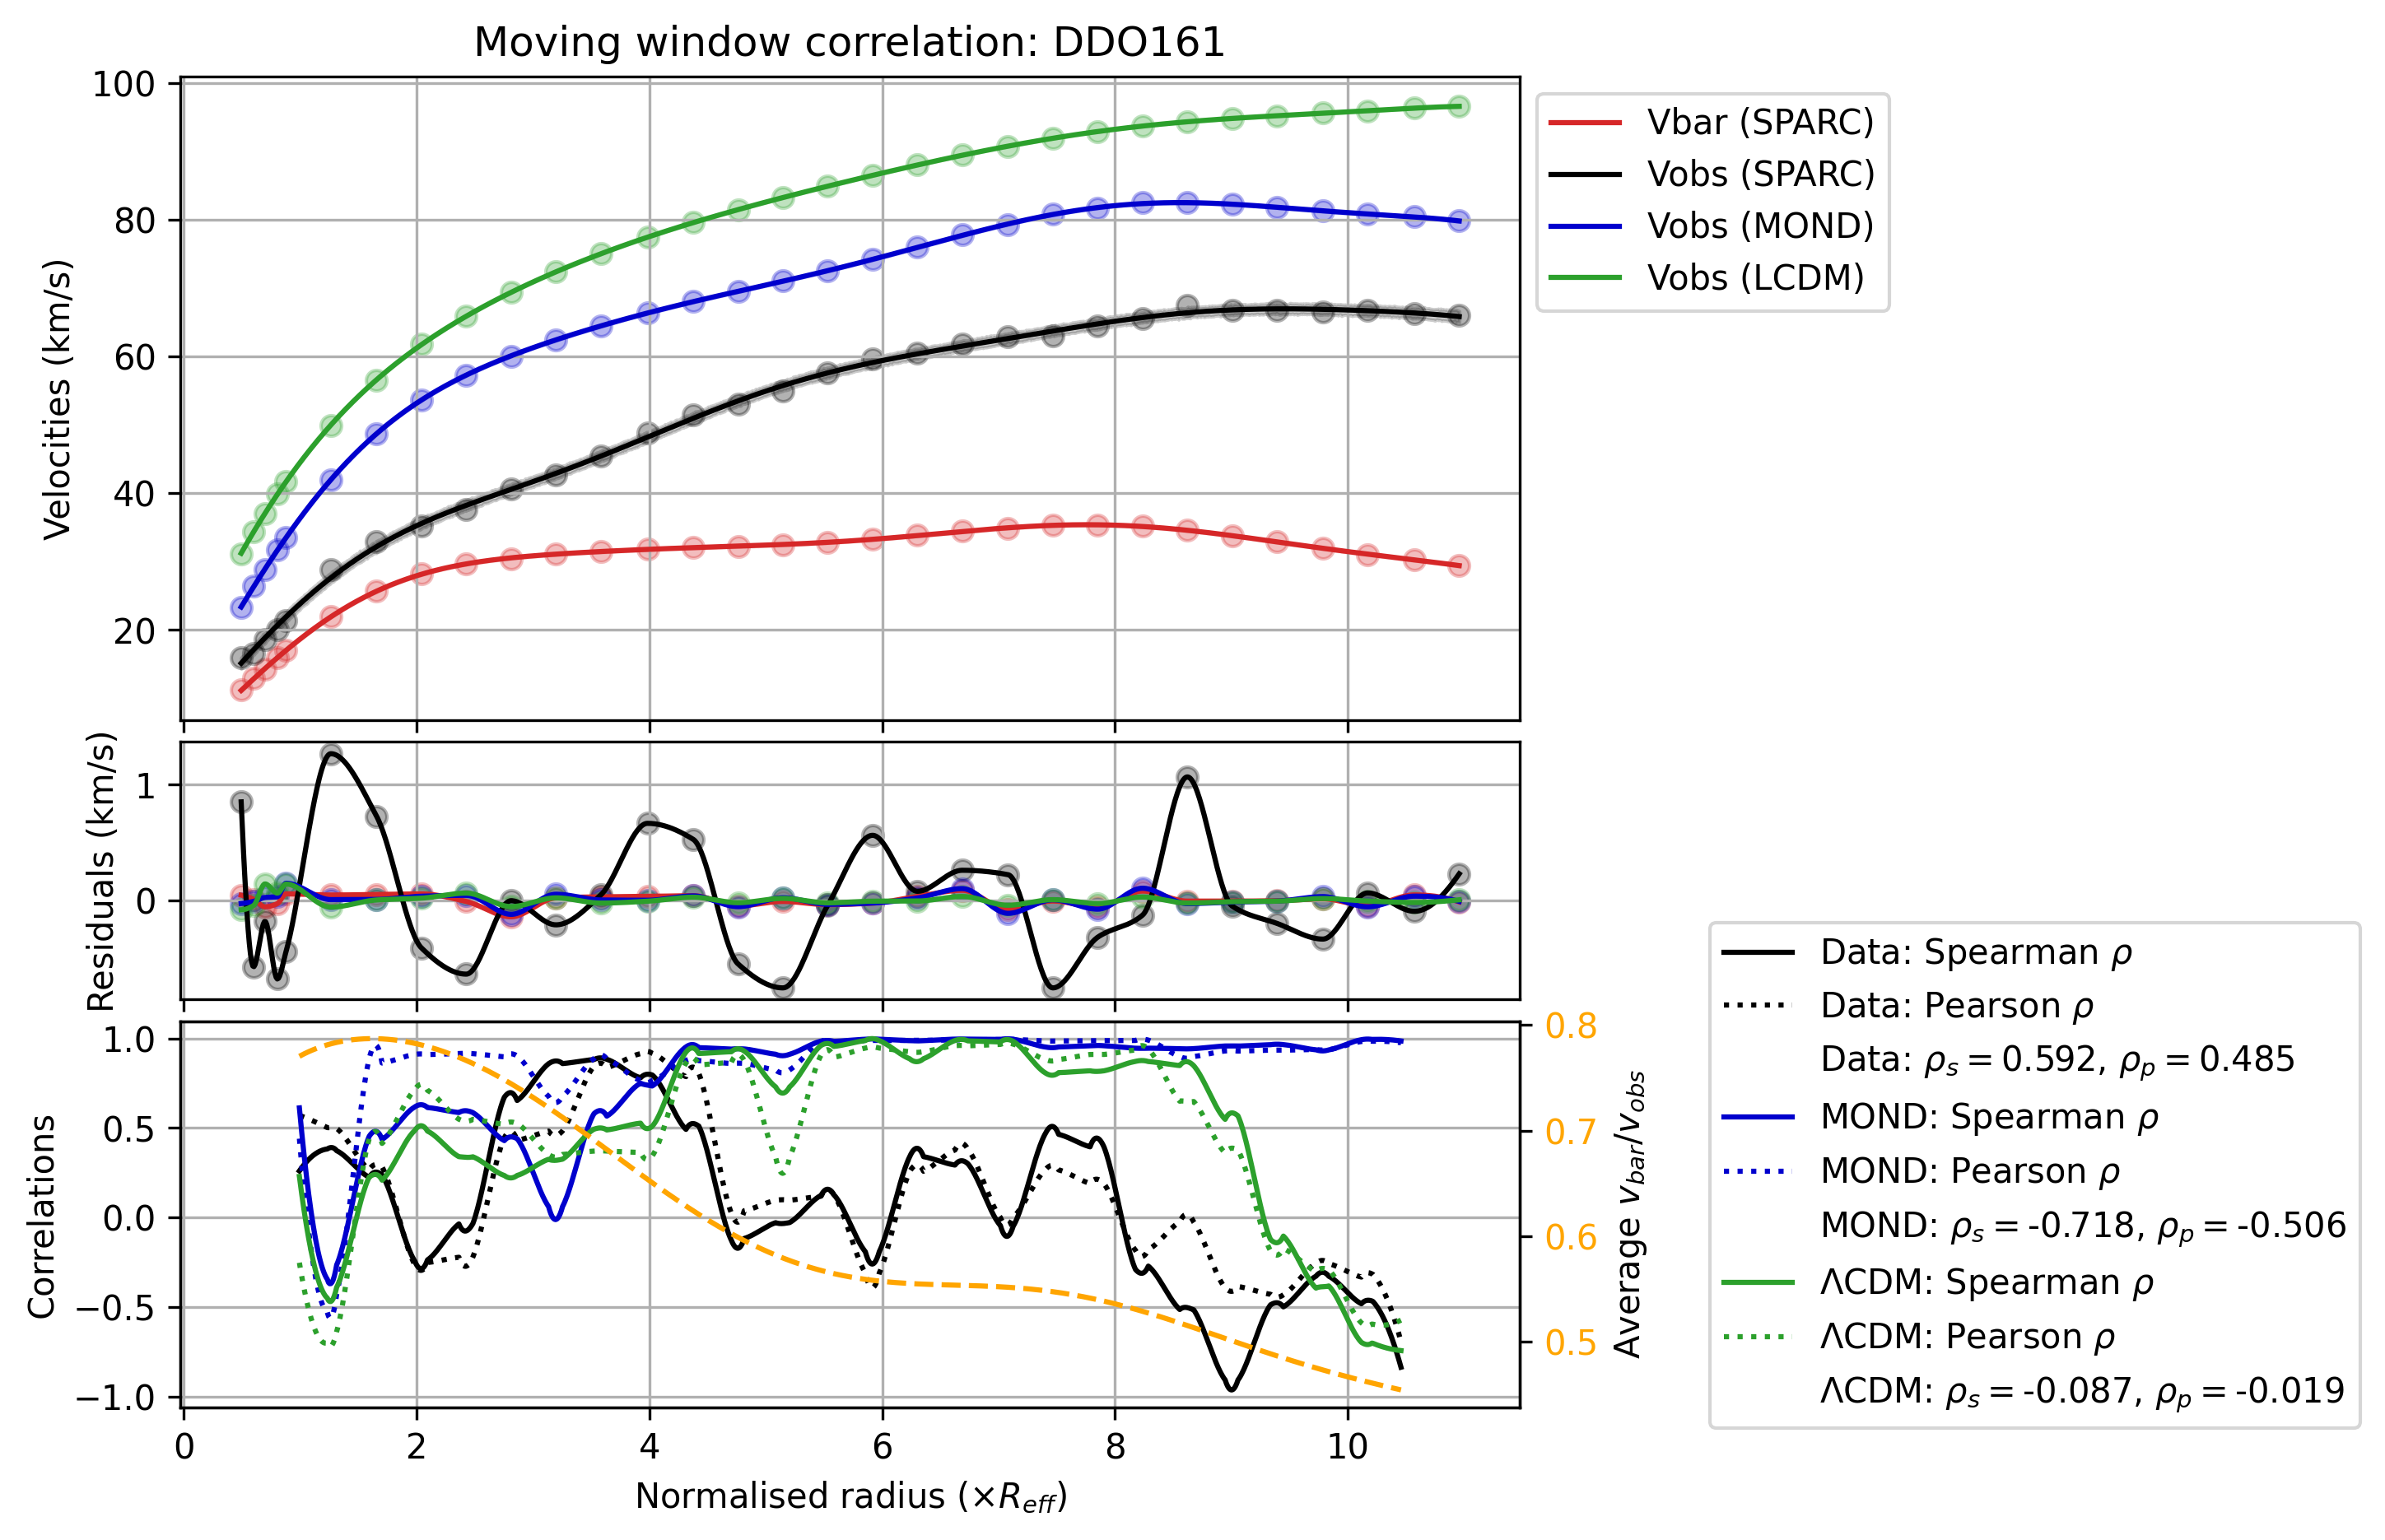 Moving window correlation: DDO161
100
80
60
40
20
Velocities (km/s)
Vbar (SPARC)
Vobs (SPARC)
Vobs (MOND)
Vobs (LCDM)
1
0
Residuals (km/s)
1.0
0.5
0.0
−0.5
−1.0
Correlations
0.8
0.7
0.6
0.5
Average v_bar/v_obs
0 2 4 6 8 10
Normalised radius (×R_eff)
Data: Spearman ρ
Data: Pearson ρ
Data: ρ_s = 0.592, ρ_p = 0.485
MOND: Spearman ρ
MOND: Pearson ρ
MOND: ρ_s = -0.718, ρ_p = -0.506
ΛCDM: Spearman ρ
ΛCDM: Pearson ρ
ΛCDM: ρ_s = -0.087, ρ_p = -0.019